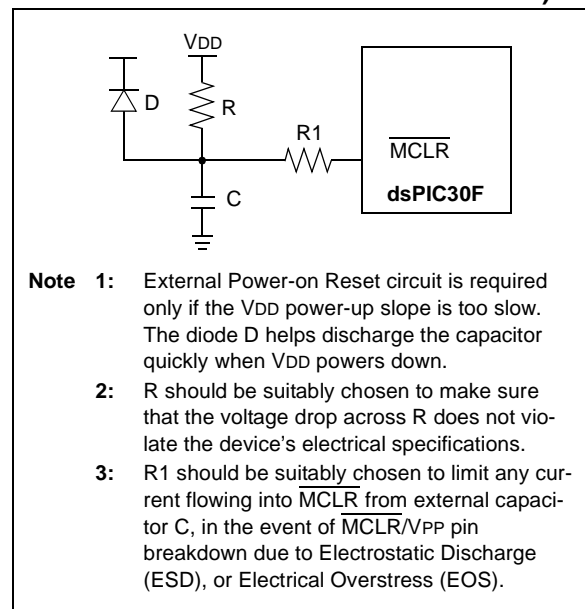 VDD
D
R
R1
MCLR
dsPIC30F
C
Note 1: External Power-on Reset circuit is required
only if the VDD power-up slope is too slow.
The diode D helps discharge the capacitor
quickly when VDD powers down.
2: R should be suitably chosen to make sure
that the voltage drop across R does not vio-
late the device's electrical specifications.
3: R1 should be suitably chosen to limit any cur-
rent flowing into MCLR from external capaci-
tor C, in the event of MCLR/VPP pin
breakdown due to Electrostatic Discharge
(ESD), or Electrical Overstress (EOS).